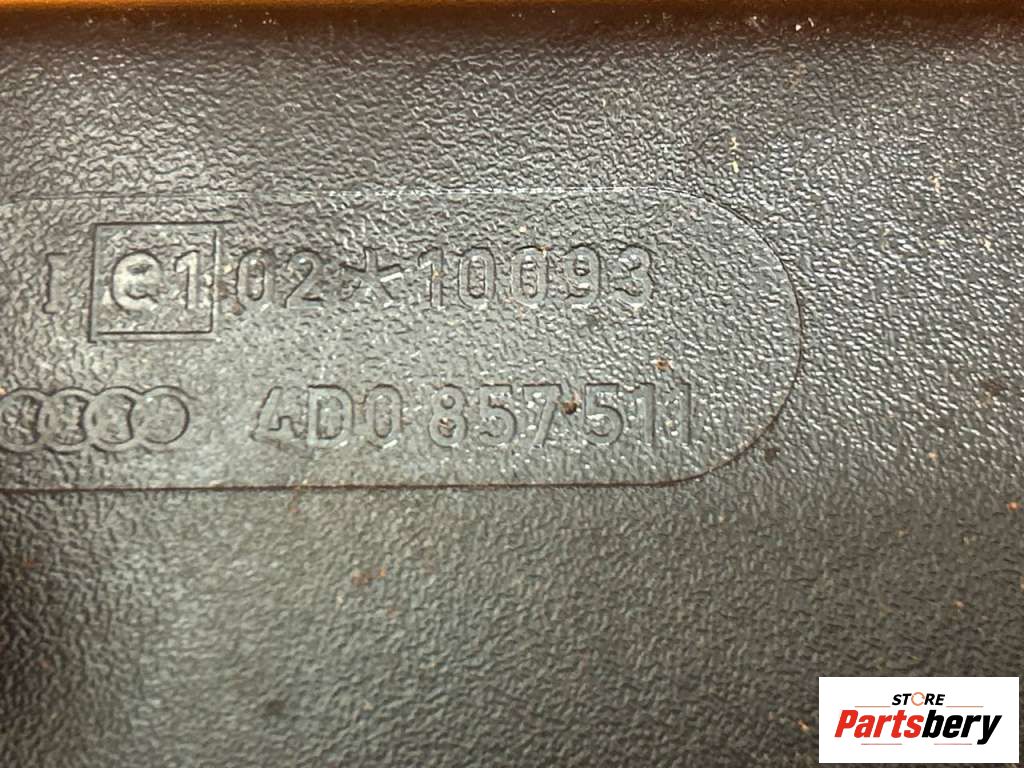 I e1 02*10093
4D0 857 511
STORE
Partsbery